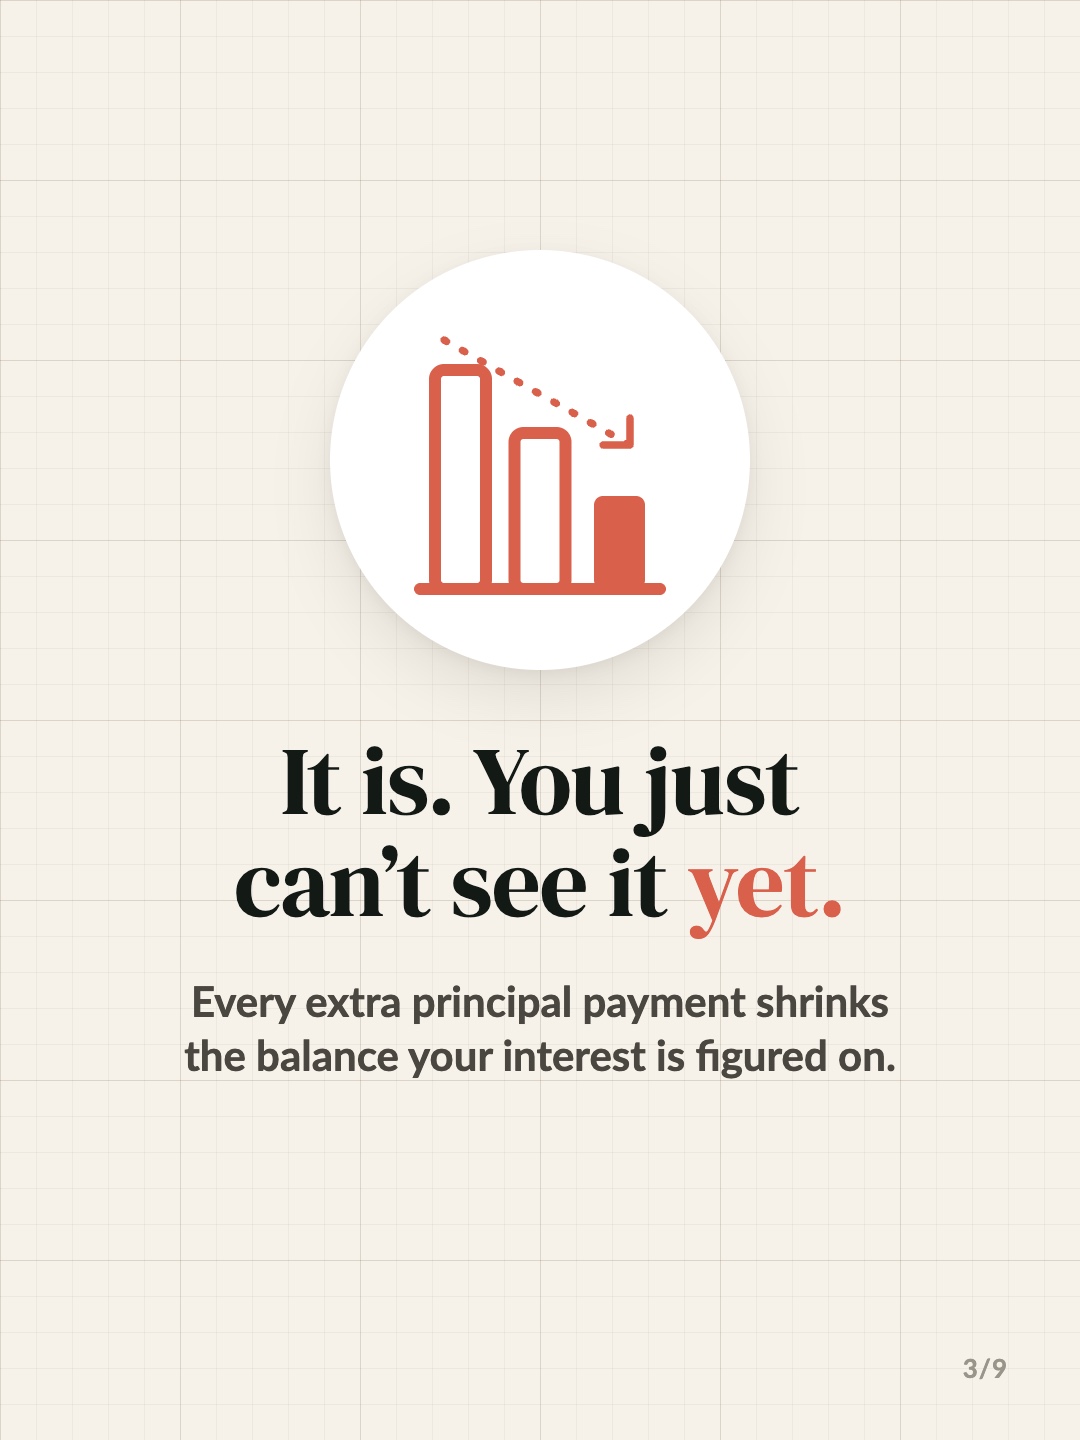 It is. You just
can’t see it yet.
Every extra principal payment shrinks
the balance your interest is figured on.
3/9